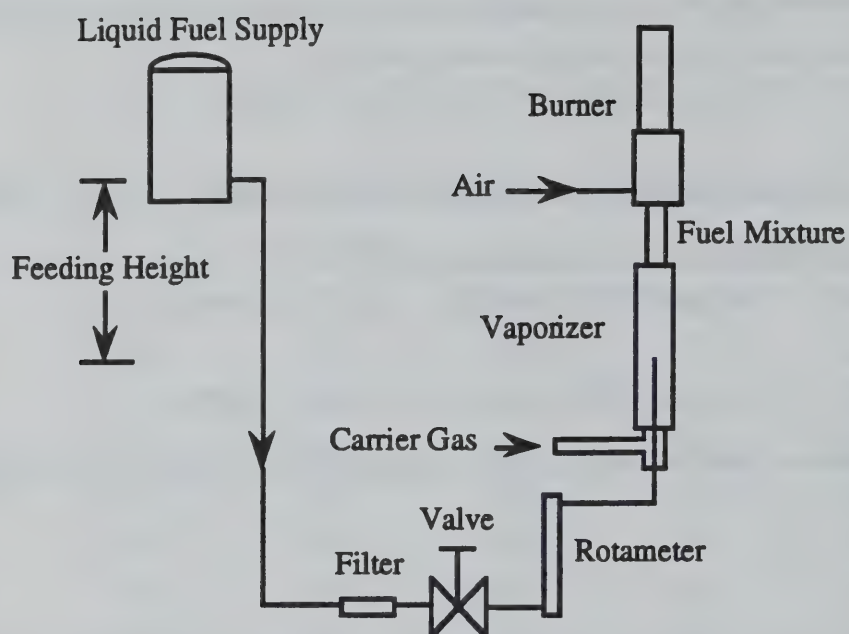 Liquid Fuel Supply
Burner
Air
Fuel Mixture
Feeding Height
Vaporizer
Carrier Gas
Valve
Rotameter
Filter